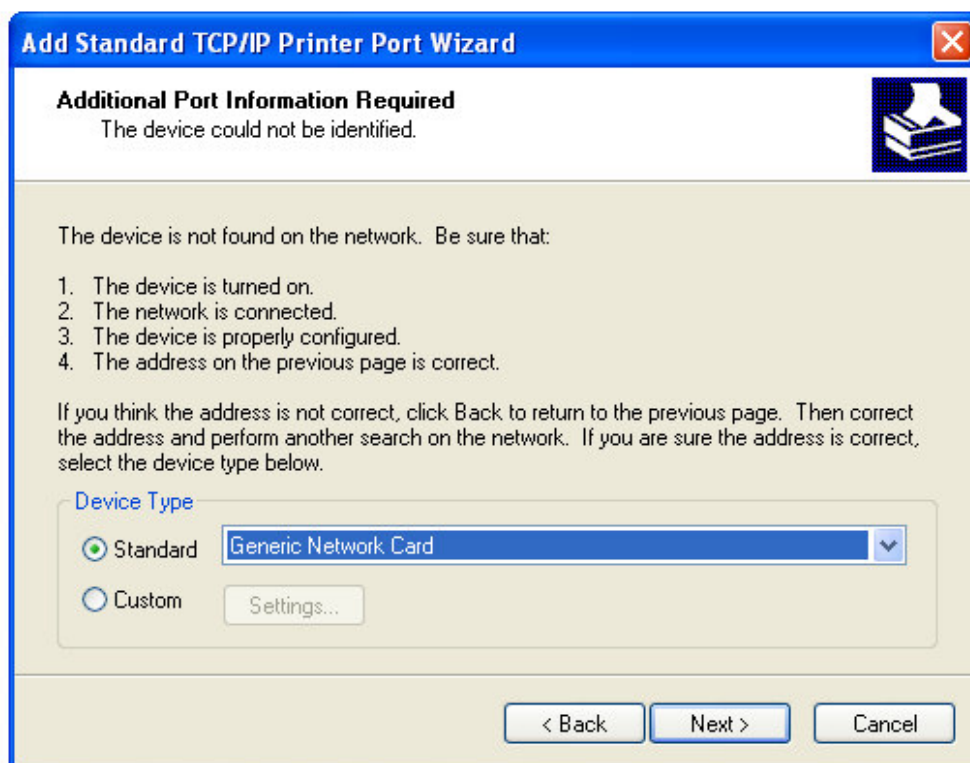 Add Standard TCP/IP Printer Port Wizard
Additional Port Information Required
The device could not be identified.
The device is not found on the network.  Be sure that:
1.  The device is turned on.
2.  The network is connected.
3.  The device is properly configured.
4.  The address on the previous page is correct.
If you think the address is not correct, click Back to return to the previous page.  Then correct
the address and perform another search on the network.  If you are sure the address is correct,
select the device type below.
Device Type
Standard Generic Network Card
Custom Settings...
< Back Next > Cancel